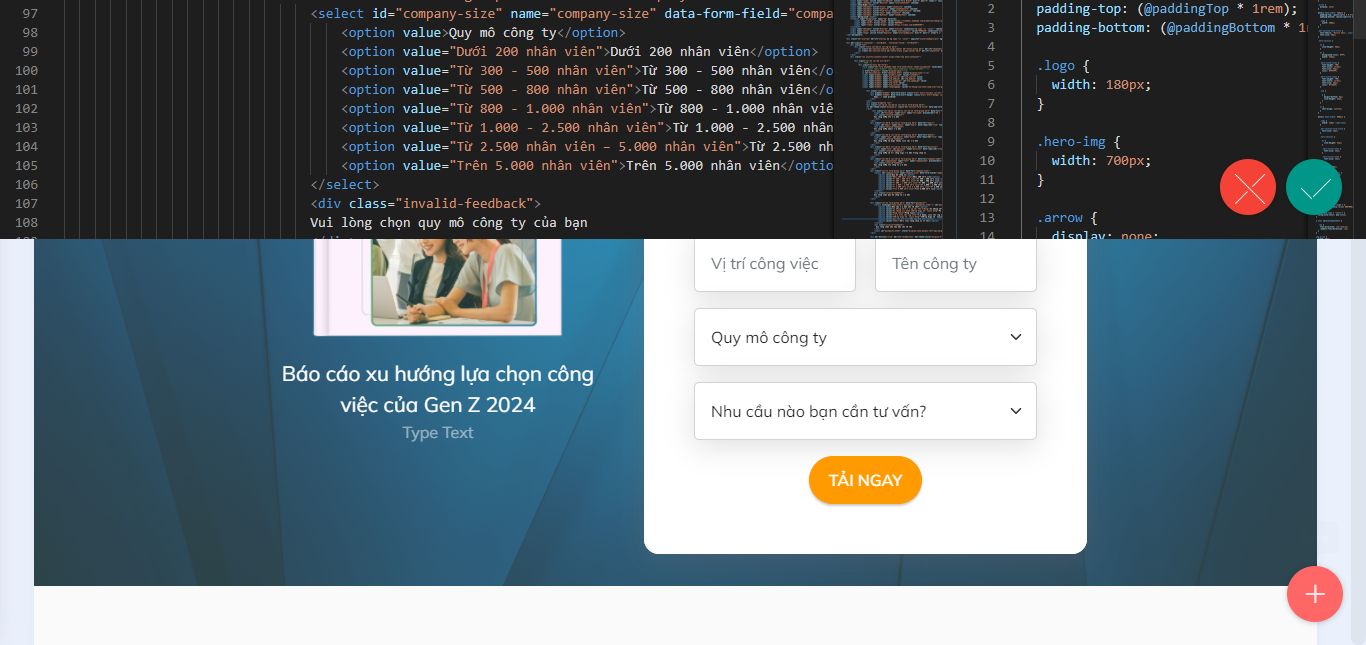 97 <select id="company-size" name="company-size" data-form-field="compa
98 <option value>Quy mô công ty</option>
99 <option value="Dưới 200 nhân viên">Dưới 200 nhân viên</option>
100 <option value="Từ 300 - 500 nhân viên">Từ 300 - 500 nhân viên</o
101 <option value="Từ 500 - 800 nhân viên">Từ 500 - 800 nhân viên</o
102 <option value="Từ 800 - 1.000 nhân viên">Từ 800 - 1.000 nhân viê
103 <option value="Từ 1.000 - 2.500 nhân viên">Từ 1.000 - 2.500 nhân
104 <option value="Từ 2.500 nhân viên – 5.000 viên">Từ 2.500 nh
105 <option value="Trên 5.000 nhân viên">Trên 5.000 nhân viên</optio
106 </select>
107 <div class="invalid-feedback">
108 Vui lòng chọn quy mô công ty của bạn
2 padding-top: (@paddingTop * 1rem);
3 padding-bottom: (@paddingBottom * 1r
4
5 .logo {
6 width: 180px;
7 }
8
9 .hero-img {
10 width: 700px;
11 }
12
13 .arrow {
14 display: none;
Báo cáo xu hướng lựa chọn công
việc của Gen Z 2024
Type Text
Vị trí công việc
Tên công ty
Quy mô công ty
Nhu cầu nào bạn cần tư vấn?
TẢI NGAY